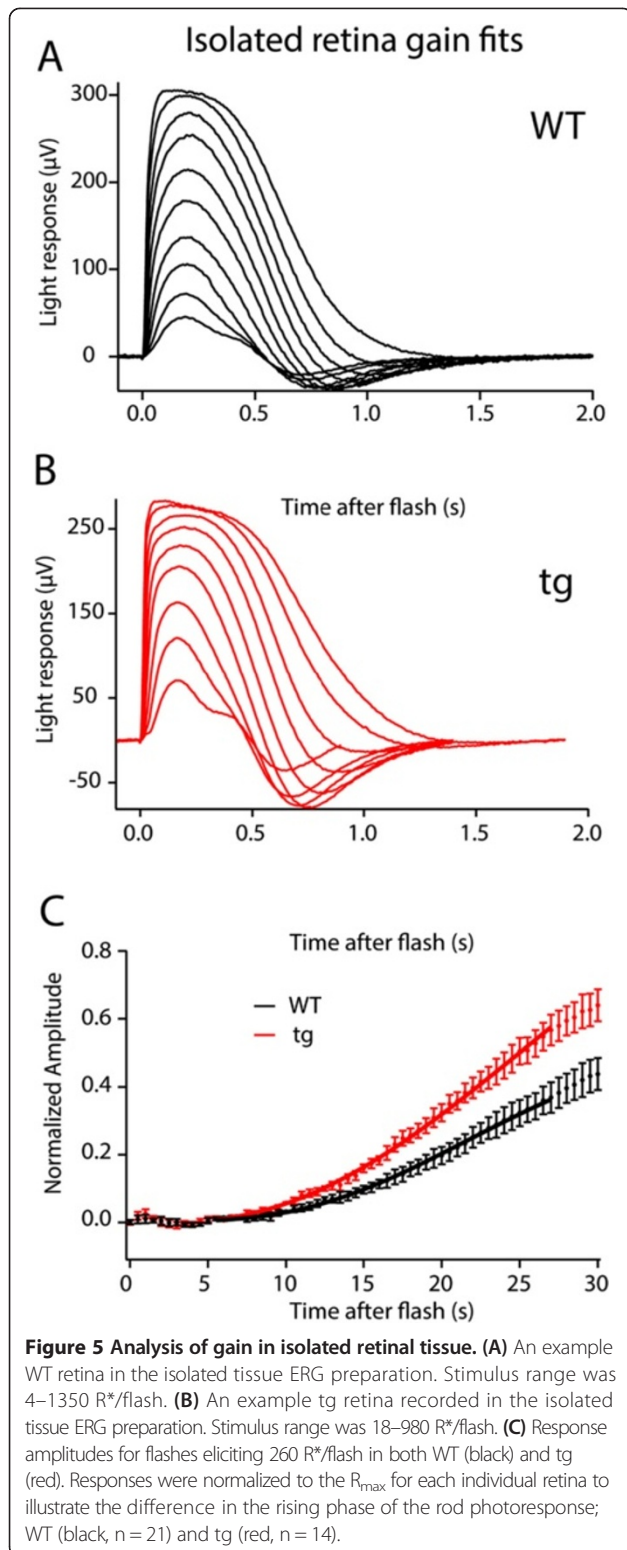 Isolated retina gain fits
A
WT
Light response (µV)
300
200
100
0
0.0 0.5 1.0 1.5 2.0
B
Time after flash (s)
tg
Light response (µV)
250
150
50
-50
0.0 0.5 1.0 1.5 2.0
C
Time after flash (s)
WT
tg
Normalized Amplitude
0.8
0.6
0.4
0.2
0.0
0 5 10 15 20 25 30
Time after flash (s)
Figure 5 Analysis of gain in isolated retinal tissue. (A) An example
WT retina in the isolated tissue ERG preparation. Stimulus range was
4–1350 R*/flash. (B) An example tg retina recorded in the isolated
tissue ERG preparation. Stimulus range was 18–980 R*/flash. (C) Response
amplitudes for flashes eliciting 260 R*/flash in both WT (black) and tg
(red). Responses were normalized to the Rmax for each individual retina to
illustrate the difference in the rising phase of the rod photoresponse;
WT (black, n = 21) and tg (red, n = 14).